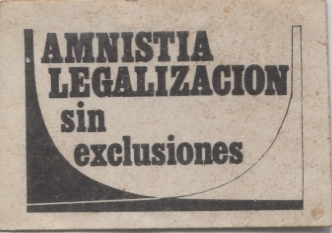 AMNISTIA
LEGALIZACION
sin
exclusiones